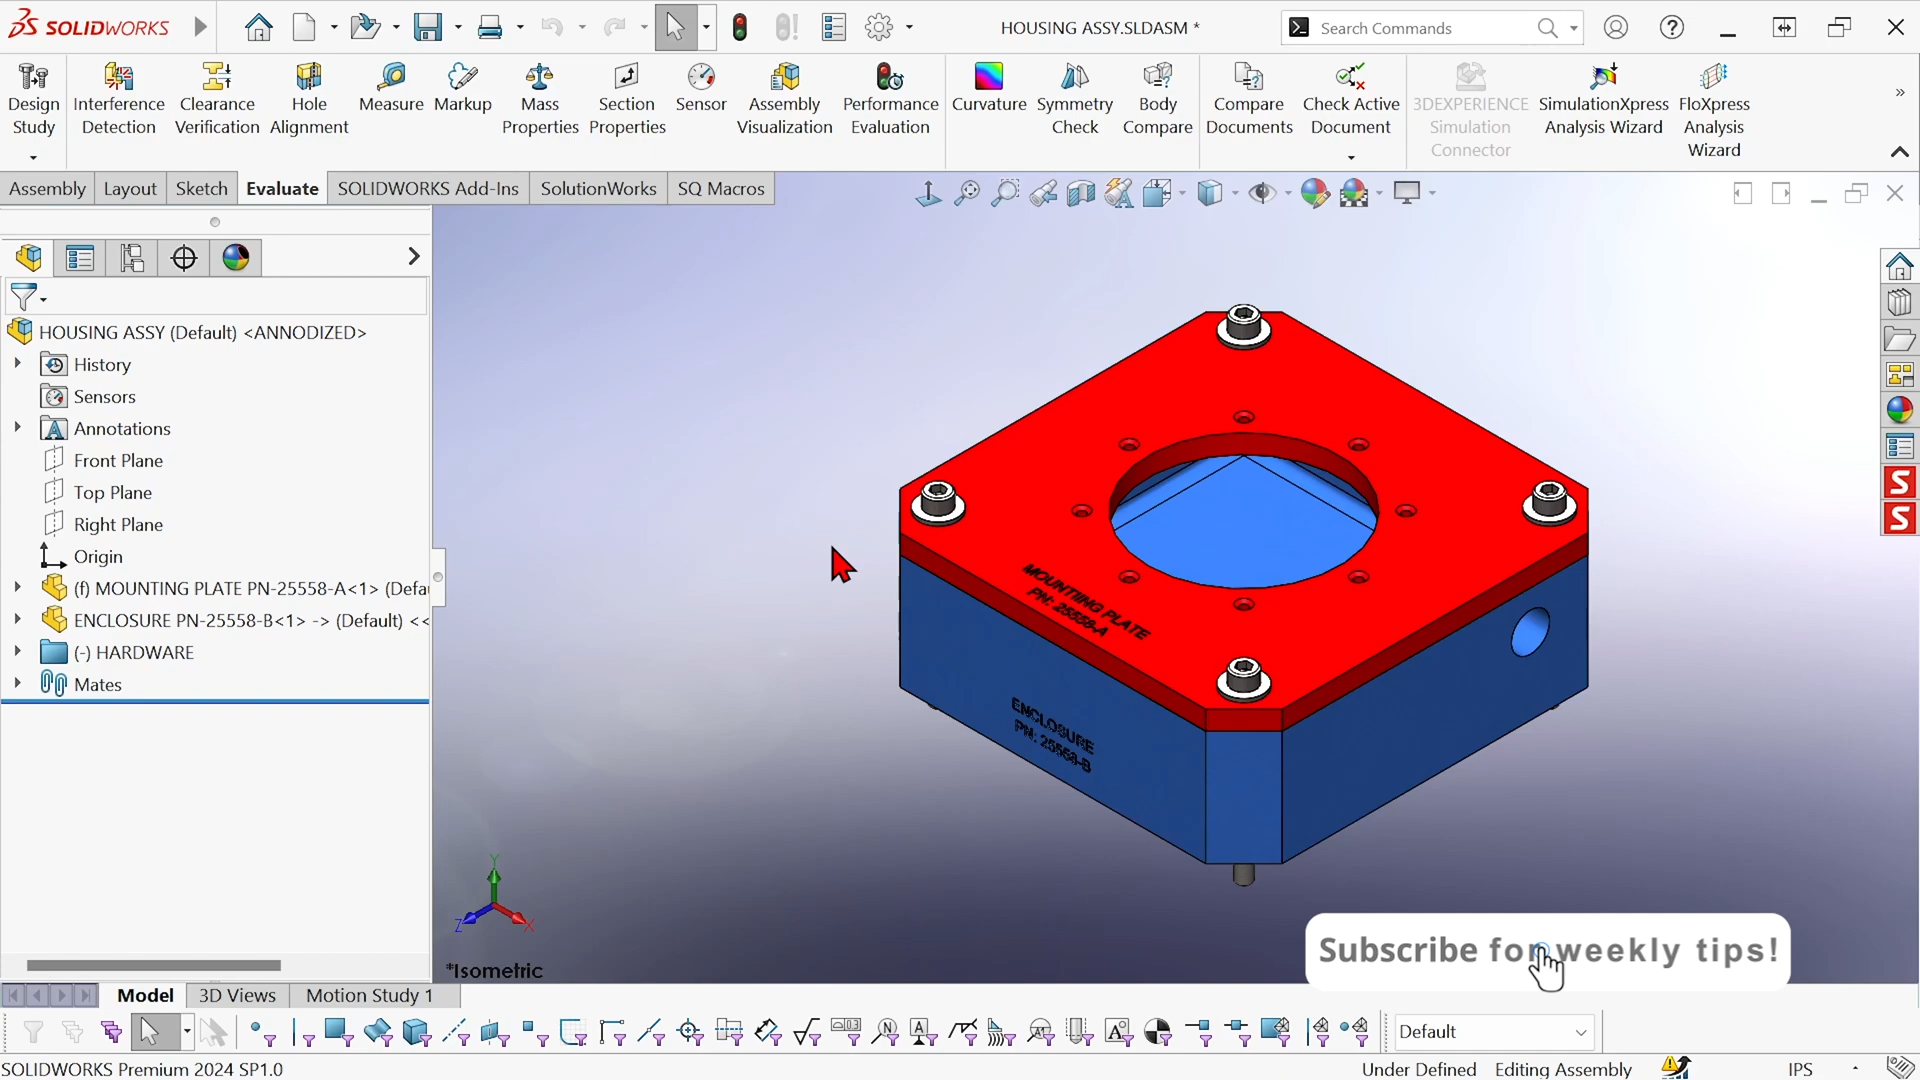 SOLIDWORKS
HOUSING ASSY.SLDASM *
Search Commands
Design Study
Interference Detection
Clearance Verification
Hole Alignment
Measure
Markup
Mass Properties
Section Properties
Sensor
Assembly Visualization
Performance Evaluation
Curvature
Symmetry Check
Body Compare
Compare Documents
Check Active Document
3DEXPERIENCE Simulation Connector
SimulationXpress Analysis Wizard
FloXpress Analysis Wizard
Assembly
Layout
Sketch
Evaluate
SOLIDWORKS Add-Ins
SolutionWorks
SQ Macros
HOUSING ASSY (Default) <ANNODIZED>
History
Sensors
Annotations
Front Plane
Top Plane
Right Plane
Origin
(f) MOUNTING PLATE PN-25558-A<1> (Defa
ENCLOSURE PN-25558-B<1> -> (Default) <<
(-) HARDWARE
Mates
MOUNTIING PLATE
PN: 25558-A
ENCLOSURE
PN: 25558-B
Y
Z
X
*Isometric
Subscribe for weekly tips!
Model
3D Views
Motion Study 1
Default
SOLIDWORKS Premium 2024 SP1.0
Under Defined
Editing Assembly
IPS